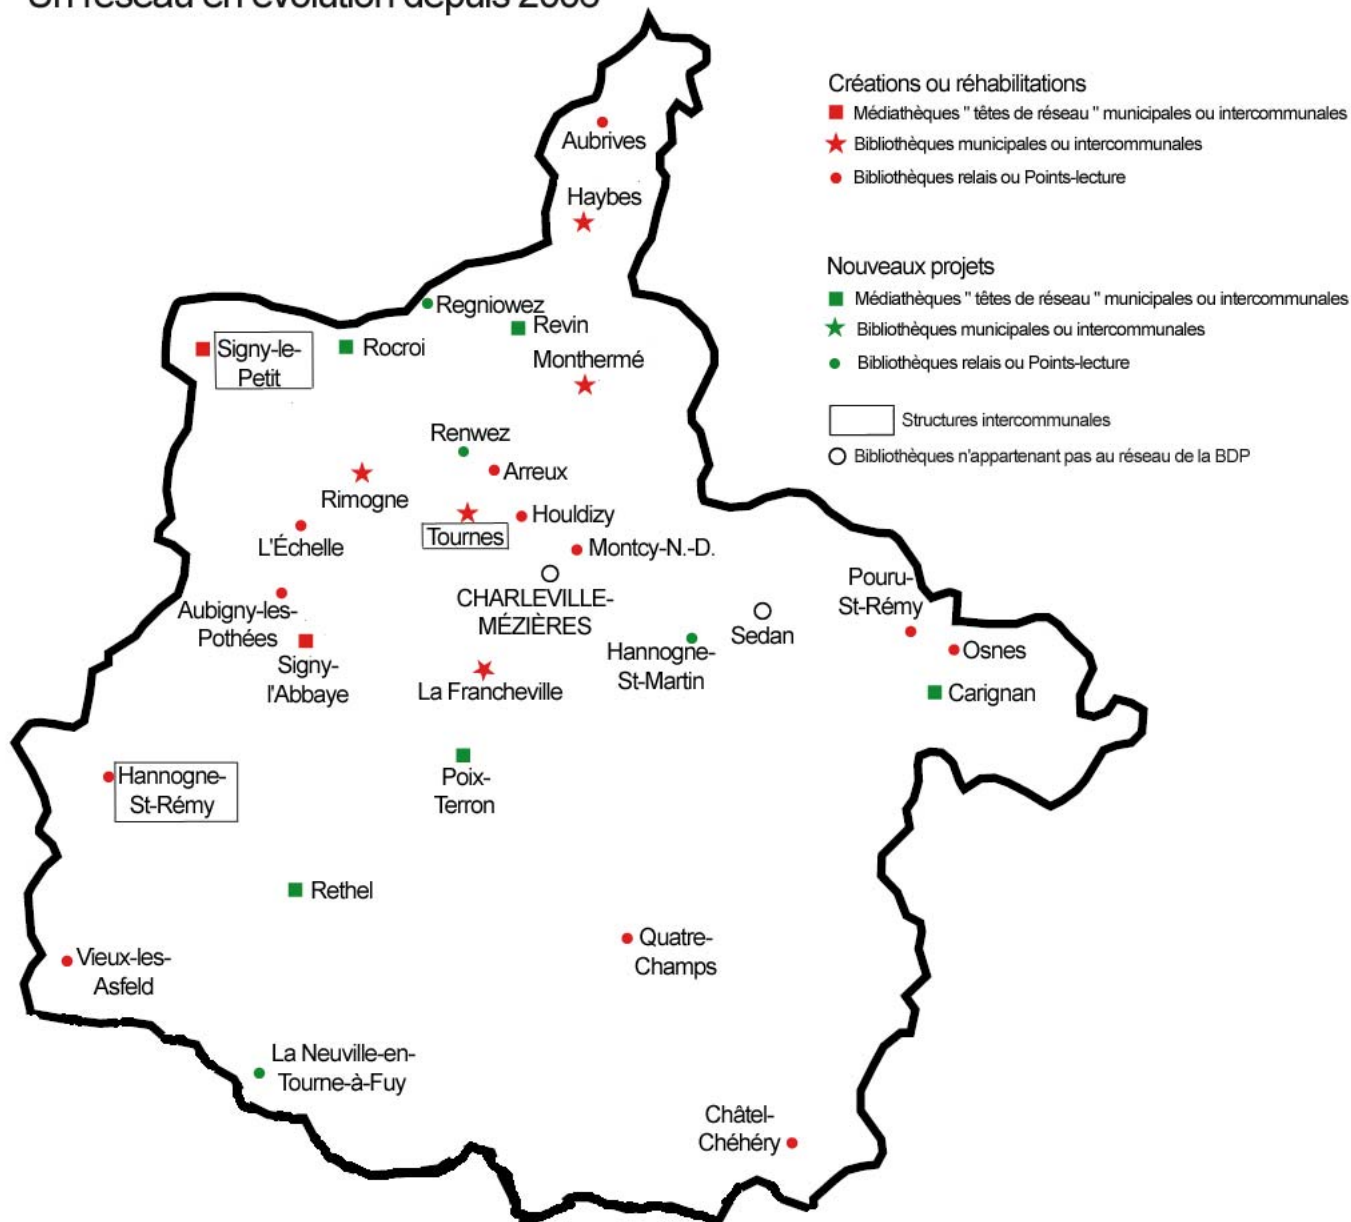 Un réseau en évolution depuis
Créations ou réhabilitations
Médiathèques " têtes de réseau " municipales ou intercommunales
Bibliothèques municipales ou intercommunales
Bibliothèques relais ou Points-lecture
Nouveaux projets
Médiathèques " têtes de réseau " municipales ou intercommunales
Bibliothèques municipales ou intercommunales
Bibliothèques relais ou Points-lecture
Structures intercommunales
Bibliothèques n'appartenant pas au réseau de la BDP
Aubrives
Haybes
Regniowez
Revin
Rocroi
Signy-le-
Petit
Monthermé
Renwez
Arreux
Rimogne
Houldizy
Tournes
L'Échelle
Montcy-N.-D.
CHARLEVILLE-
MÉZIÈRES
Aubigny-les-
Pothées
Signy-
l'Abbaye
La Francheville
Hannogne-
St-Martin
Sedan
Pouru-
St-Rémy
Osnes
Carignan
Hannogne-
St-Rémy
Poix-
Terron
Rethel
Quatre-
Champs
Vieux-les-
Asfeld
La Neuville-en-
Tourne-à-Fuy
Châtel-
Chéhéry